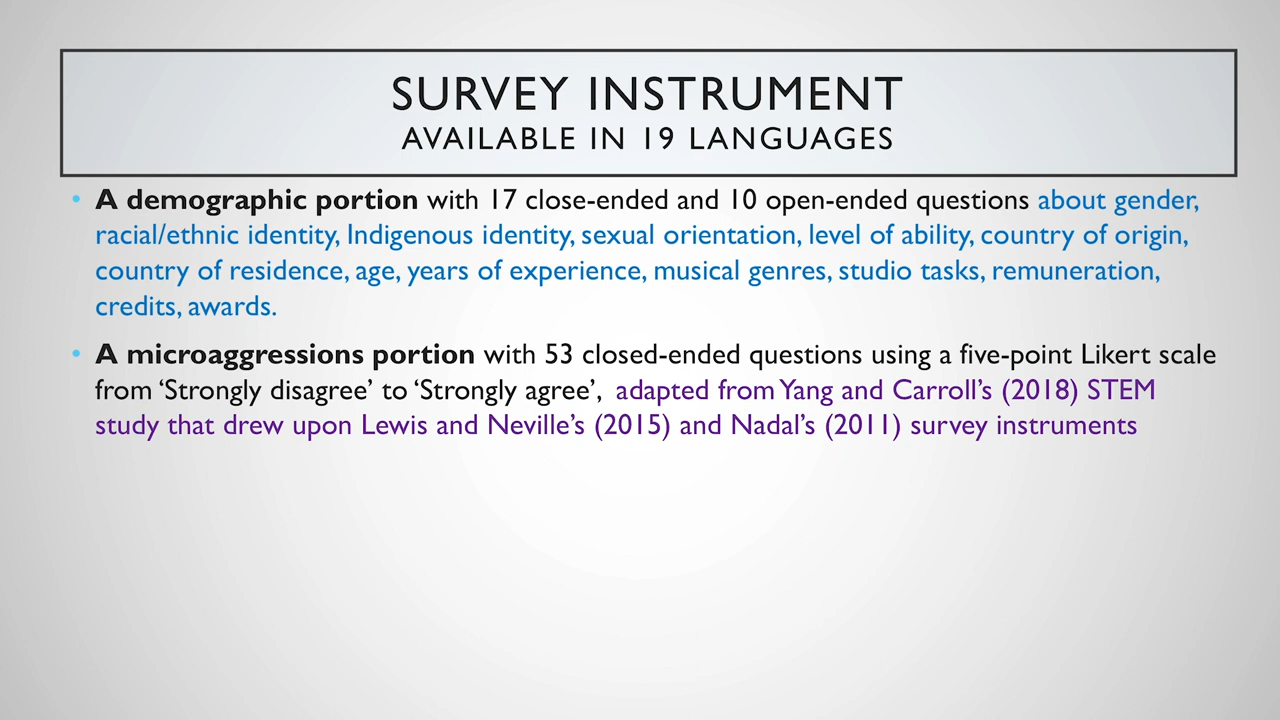 SURVEY INSTRUMENT
AVAILABLE IN 19 LANGUAGES
• A demographic portion with 17 close-ended and 10 open-ended questions about gender,
racial/ethnic identity, Indigenous identity, sexual orientation, level of ability, country of origin,
country of residence, age, years of experience, musical genres, studio tasks, remuneration,
credits, awards.
• A microaggressions portion with 53 closed-ended questions using a five-point Likert scale
from ‘Strongly disagree’ to ‘Strongly agree’, adapted from Yang and Carroll’s (2018) STEM
study that drew upon Lewis and Neville’s (2015) and Nadal’s (2011) survey instruments